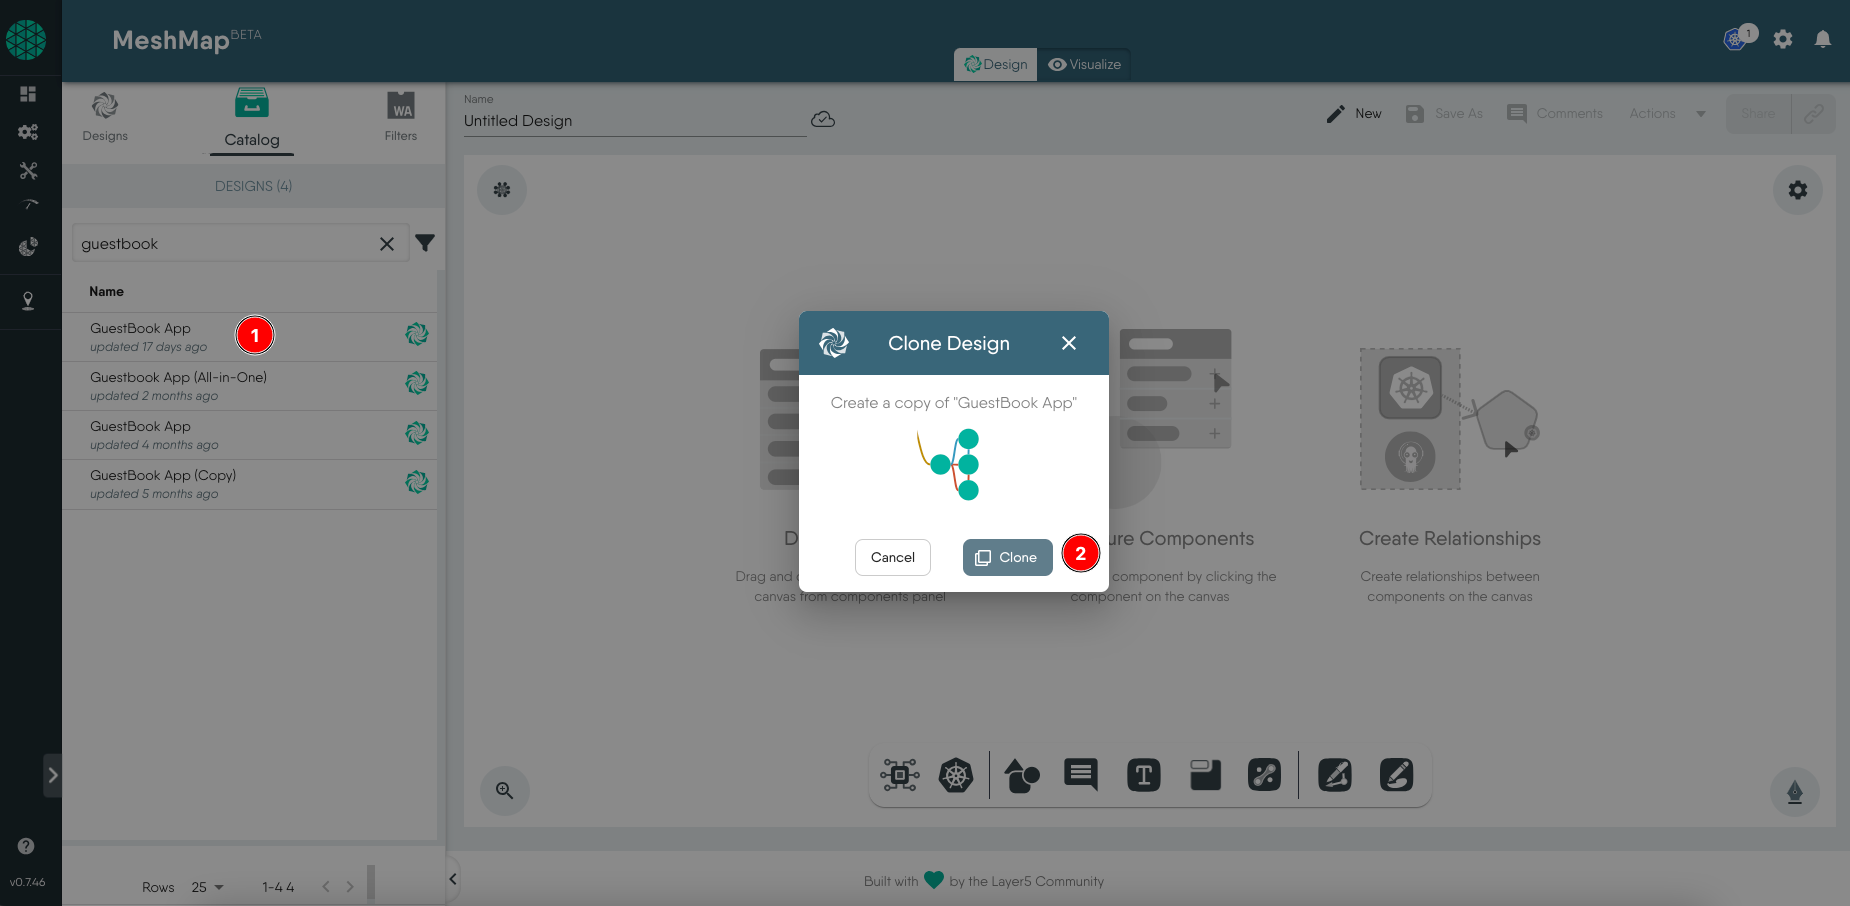 MeshMap BETA
1
Design
Visualize
Designs
Catalog
WA
Filters
DESIGNS (4)
guestbook
Name
GuestBook App
updated 17 days ago
1
Guestbook App (All-in-One)
updated 2 months ago
GuestBook App
updated 4 months ago
GuestBook App (Copy)
updated 5 months ago
Rows 25 1-4 4
v0.7.46
Name
Untitled Design
New
Save As
Comments
Actions
Share
Clone Design
Create a copy of "GuestBook App"
Cancel
Clone
2
D
Drag and
canvas from components panel
ure Components
component by clicking the
component on the canvas
Create Relationships
Create relationships between
components on the canvas
T
Built with by the Layer5 Community